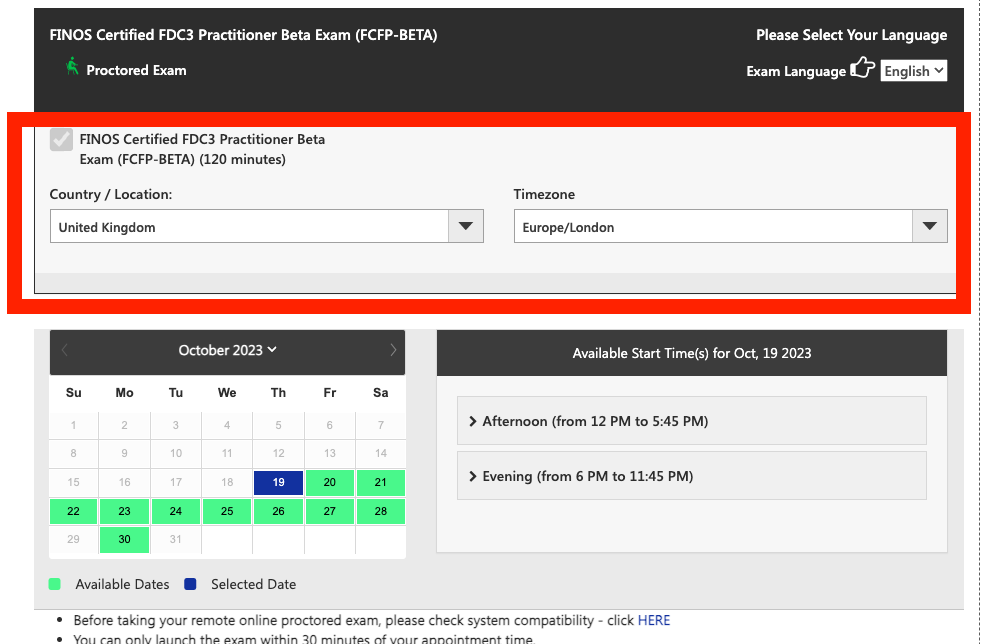 FINOS Certified FDC3 Practitioner Beta Exam (FCFP-BETA)
Please Select Your Language
Proctored Exam
Exam Language English
FINOS Certified FDC3 Practitioner Beta
Exam (FCFP-BETA) (120 minutes)
Country / Location:
Timezone
United Kingdom
Europe/London
October 2023
Available Start Time(s) for Oct, 19 2023
Su Mo Tu We Th Fr Sa
1 2 3 4 5 6 7
8 9 10 11 12 13 14
15 16 17 18 19 20 21
22 23 24 25 26 27 28
29 30 31
Afternoon (from 12 PM to 5:45 PM)
Evening (from 6 PM to 11:45 PM)
Available Dates Selected Date
• Before taking your remote online proctored exam, please check system compatibility - click HERE
• You can only launch the exam within 30 minutes of your appointment time.